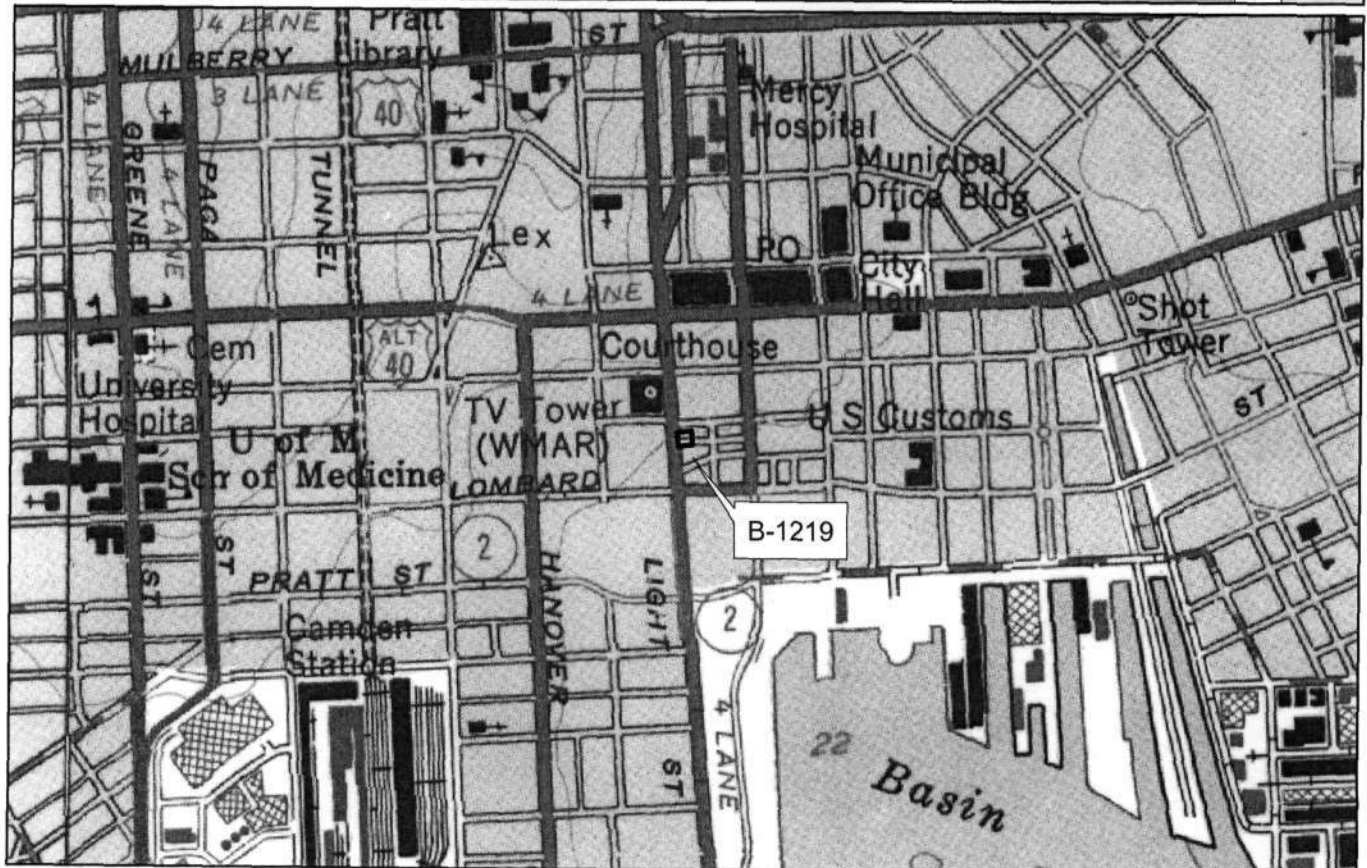 4 LANE
Pratt
Library
ST
MULBERRY
3 LANE
40
Mercy
Hospital
4 LANE
GREENE
4 LANE
PACA
TUNNEL
Municipal
Office Bldg
Lex
PO
City
Hall
4 LANE
Shot
Tower
ALT
40
Cem
Courthouse
University
Hospital
TV Tower
(WMAR)
U S Customs
ST
U of M
Sch of Medicine
LOMBARD
B-1219
2
HANOVER
LIGHT
ST
ST
PRATT ST
2
Camden
Station
4 LANE
ST
22
Basin